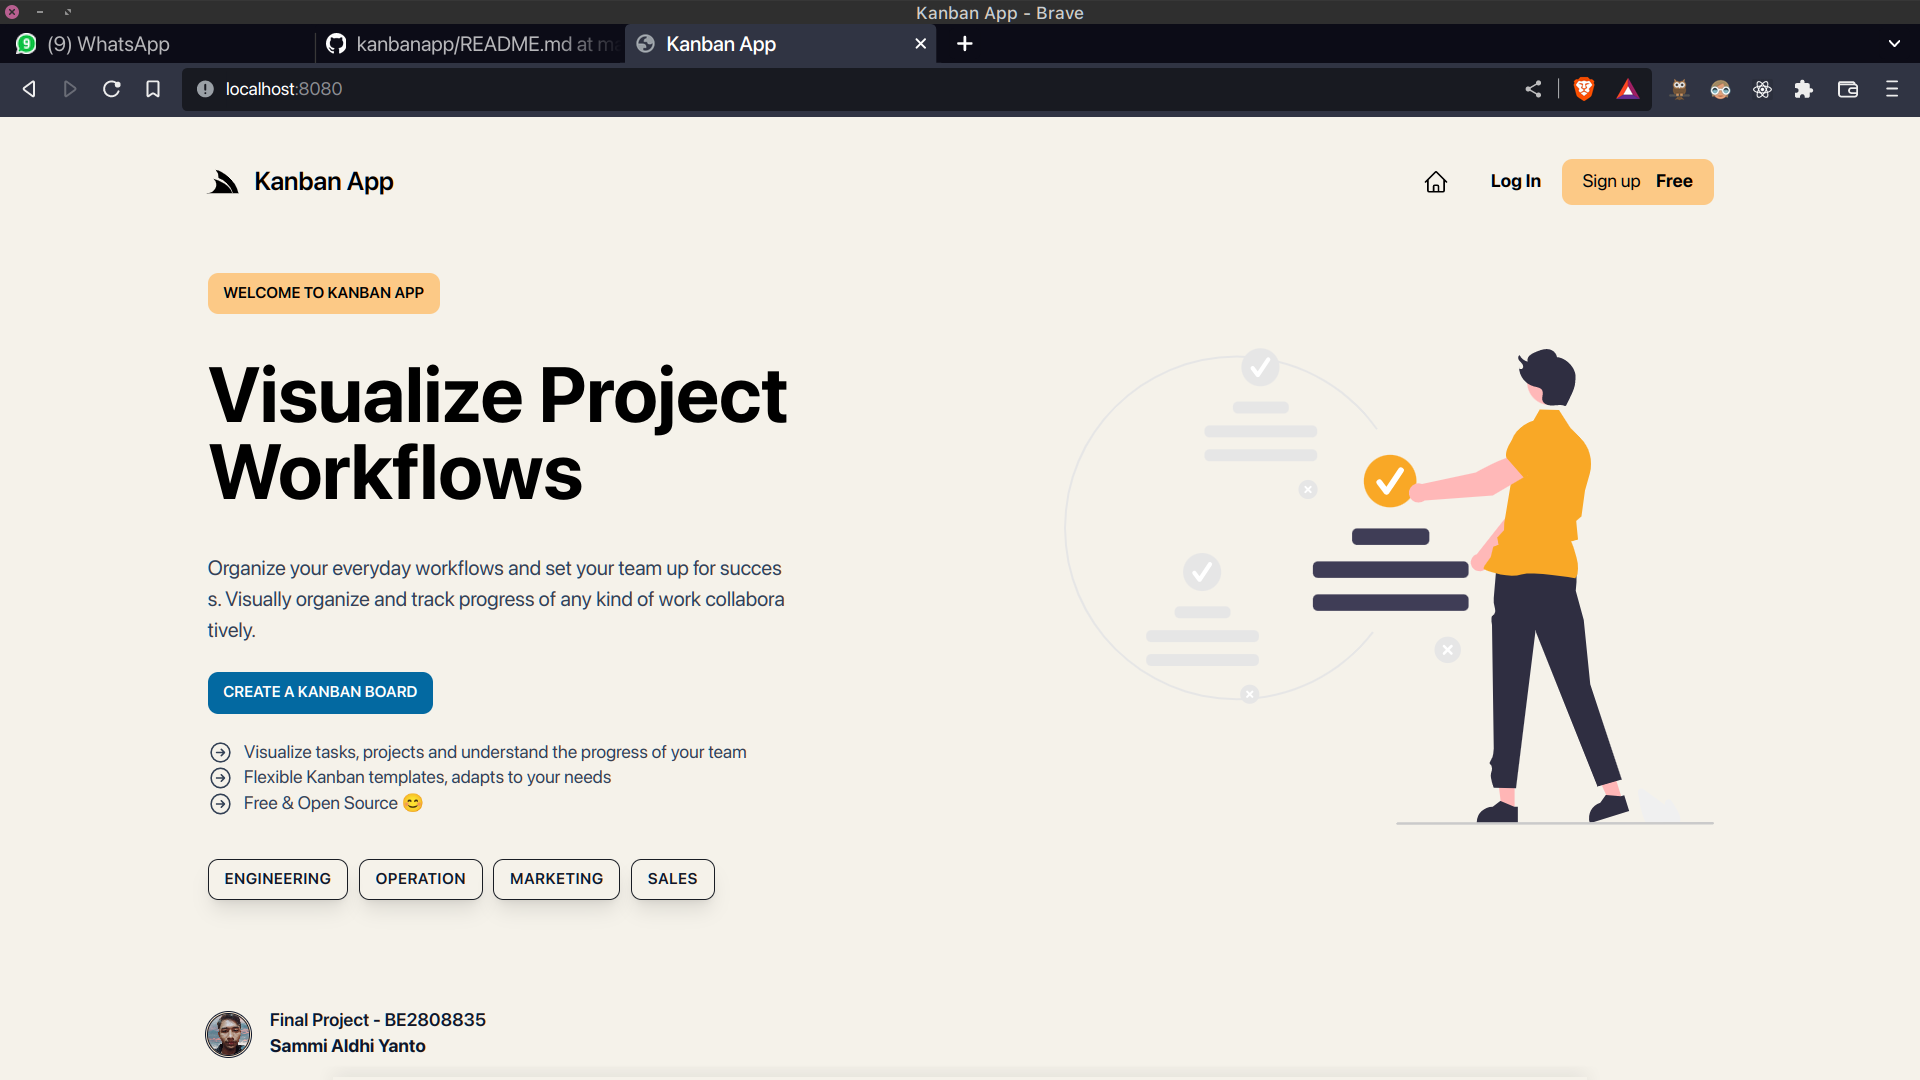 Kanban App - Brave
(9) WhatsApp
kanbanapp/README.md at ma
Kanban App
localhost:8080
Kanban App
Log In
Sign up Free
WELCOME TO KANBAN APP
Visualize Project
Workflows
Organize your everyday workflows and set your team up for succes
s. Visually organize and track progress of any kind of work collabora
tively.
CREATE A KANBAN BOARD
Visualize tasks, projects and understand the progress of your team
Flexible Kanban templates, adapts to your needs
Free & Open Source 😊
ENGINEERING
OPERATION
MARKETING
SALES
Final Project - BE2808835
Sammi Aldhi Yanto